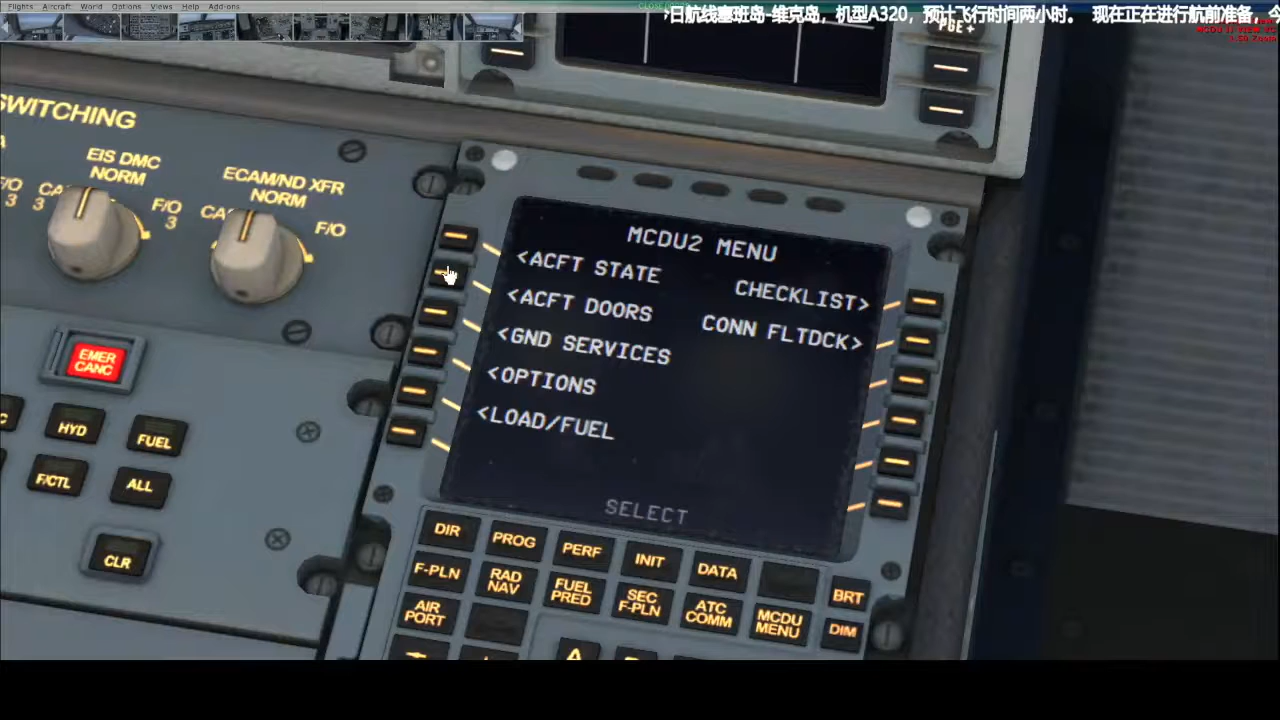 Flights Aircraft World Options Views Add-ons
日航线塞班岛-维克岛，机型A320，预计飞行时间两小时。 现在正在进行航前准备，今
PGE+
SWITCHING
EIS DMC
NORM
F/O
3
CA
3
F/O
3
ECAM/ND XFR
NORM
F/O
EMER
CANC
HYD
FUEL
F/CTL
ALL
CLR
MCDU2 MENU
<ACFT STATE
CHECKLIST>
<ACFT DOORS
CONN FLTDCK>
<GND SERVICES
<OPTIONS
<LOAD/FUEL
SELECT
DIR PROG PERF INIT DATA
F-PLN
RAD
NAV
FUEL
PRED
SEC
F-PLN
ATC
COMM
MCDU
MENU
BRT
AIR
PORT
DIM
A